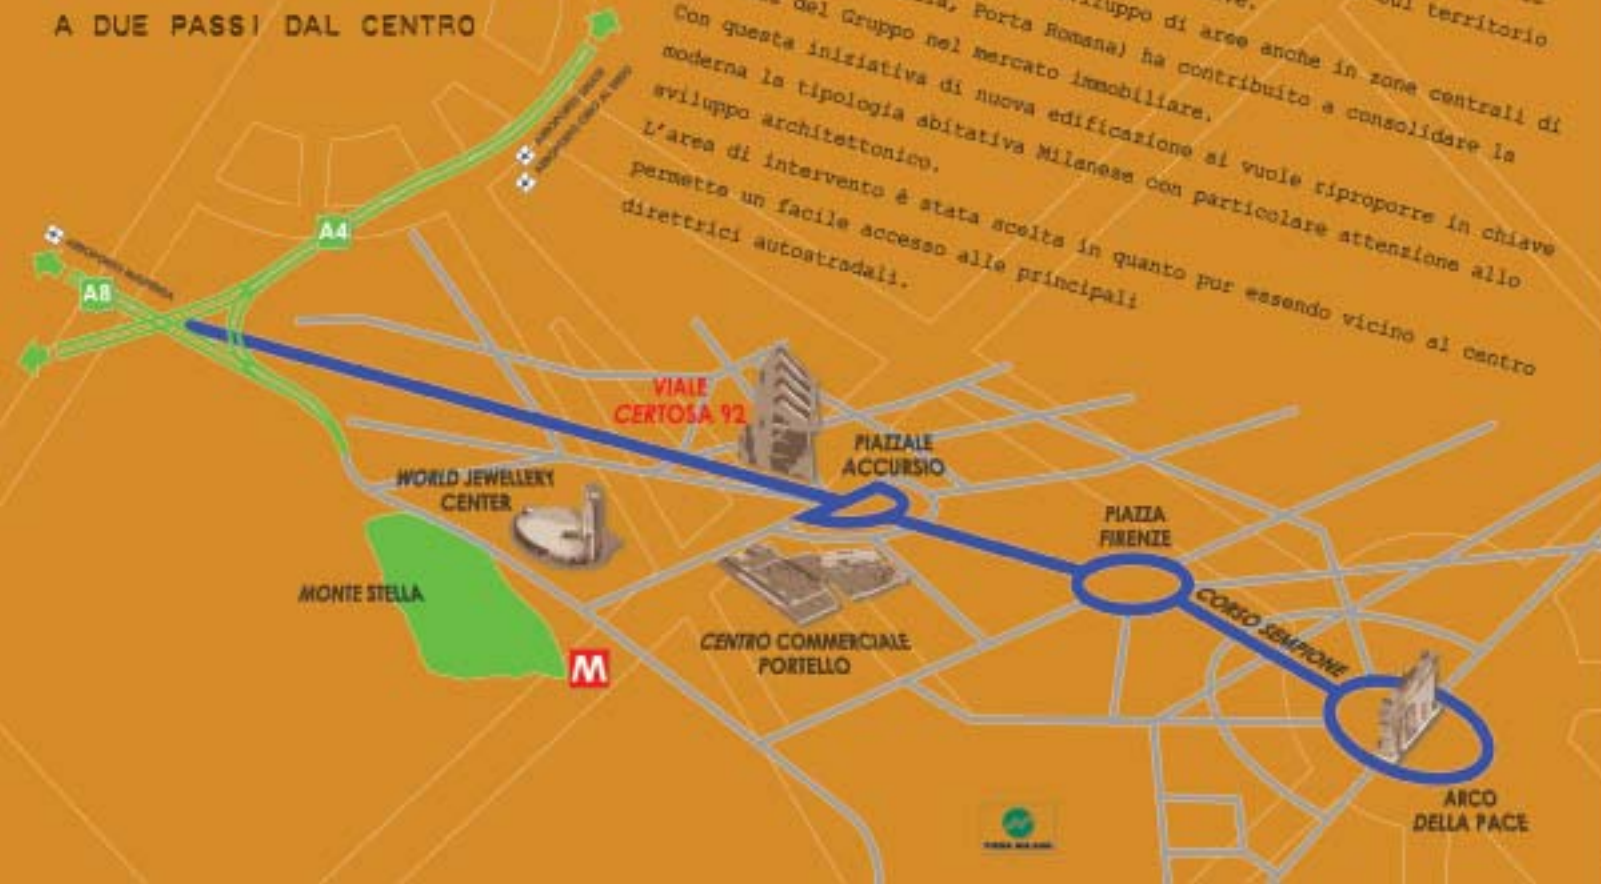 A DUE PASSI DAL CENTRO
sul territorio
sviluppo di aree anche in zone centrali di
Porta Romana) ha contribuito a consolidare la
del Gruppo nel mercato immobiliare.
Con questa iniziativa di nuova edificazione si vuole riproporre in chiave
moderna la tipologia abitativa Milanese con particolare attenzione allo
sviluppo architettonico.
L'area di intervento è stata scelta in quanto pur essendo vicino al centro
permette un facile accesso alle principali
direttrici autostradali.
A4
A8
VIALE
CERTOSA 92
PIAZZALE
ACCURSIO
WORLD JEWELLERY
CENTER
PIAZZA
FIRENZE
MONTE STELLA
CORSO SEMPIONE
CENTRO COMMERCIALE
PORTELLO
M
ARCO
DELLA PACE